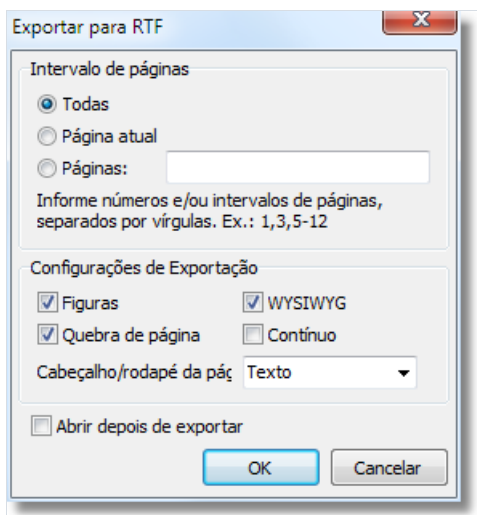 Exportar para RTF
Intervalo de páginas
Todas
Página atual
Páginas:
Informe números e/ou intervalos de páginas,
separados por vírgulas. Ex.: 1,3,5-12
Configurações de Exportação
Figuras
WYSIWYG
Quebra de página
Contínuo
Cabeçalho/rodapé da pág
Texto
Abrir depois de exportar
OK
Cancelar